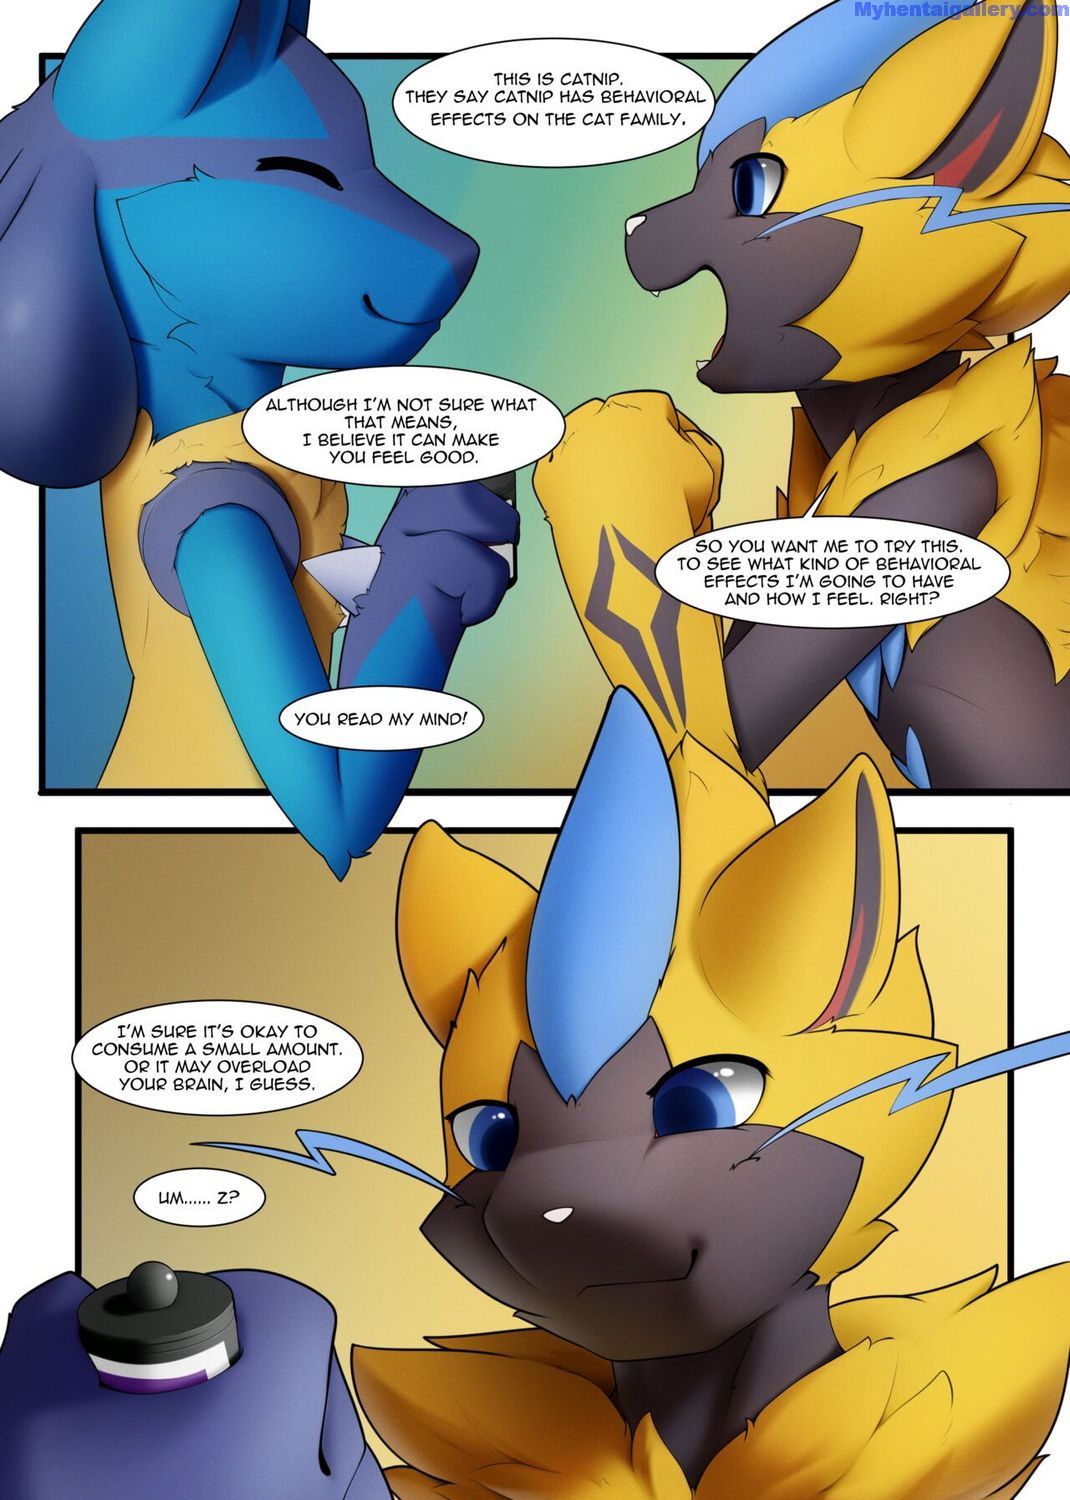 Myhentaigallery.com
THIS IS CATNIP.
THEY SAY CATNIP HAS BEHAVIORAL
EFFECTS ON THE CAT FAMILY.
ALTHOUGH I'M NOT SURE WHAT
THAT MEANS,
I BELIEVE IT CAN MAKE
YOU FEEL GOOD.
SO YOU WANT ME TO TRY THIS.
TO SEE WHAT KIND OF BEHAVIORAL
EFFECTS I'M GOING TO HAVE
AND HOW I FEEL. RIGHT?
YOU READ MY MIND!
I'M SURE IT'S OKAY TO
CONSUME A SMALL AMOUNT.
OR IT MAY OVERLOAD
YOUR BRAIN, I GUESS.
UM...... Z?